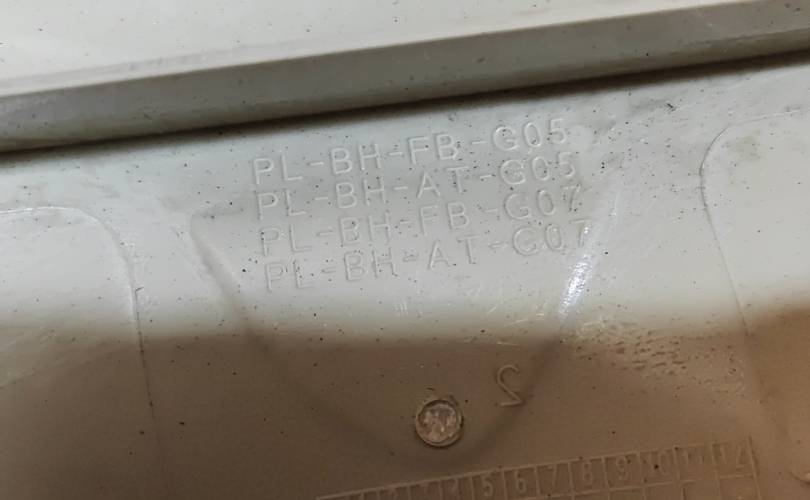 PL-BH-FB-G05
PL-BH-AT-G05
PL-BH-FB-G07
PL-BH-AT-G07
2
4 5 6 7 8 9 10 11